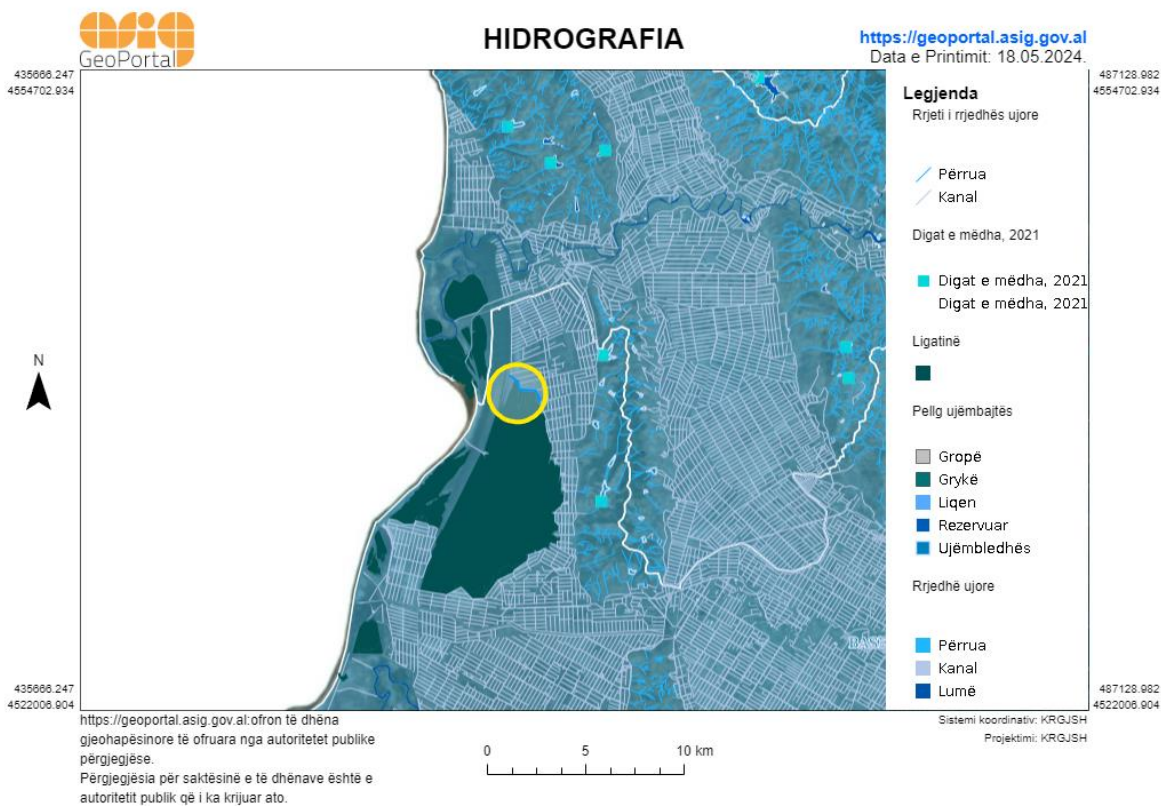 asig
GeoPortal
HIDROGRAFIA
https://geoportal.asig.gov.al
Data e Printimit: 18.05.2024.
435666.247
4554702.934
487128.982
4554702.934
Legjenda
Rrjeti i rrjedhës ujore
Përrua
Kanal
Digat e mëdha, 2021
Digat e mëdha, 2021
Digat e mëdha, 2021
Ligatinë
Pellg ujëmbajtës
Gropë
Grykë
Liqen
Rezervuar
Ujëmbledhës
Rrjedhë ujore
Përrua
Kanal
Lumë
N
435666.247
4522006.904
487128.982
4522006.904
https://geoportal.asig.gov.al:ofron të dhëna
gjeohapësinore të ofruara nga autoritetet publike
përgjegjëse.
Përgjegjësia për saktësinë e të dhënave është e
autoritetit publik që i ka krijuar ato.
0 5 10 km
Sistemi koordinativ: KRGJSH
Projektimi: KRGJSH